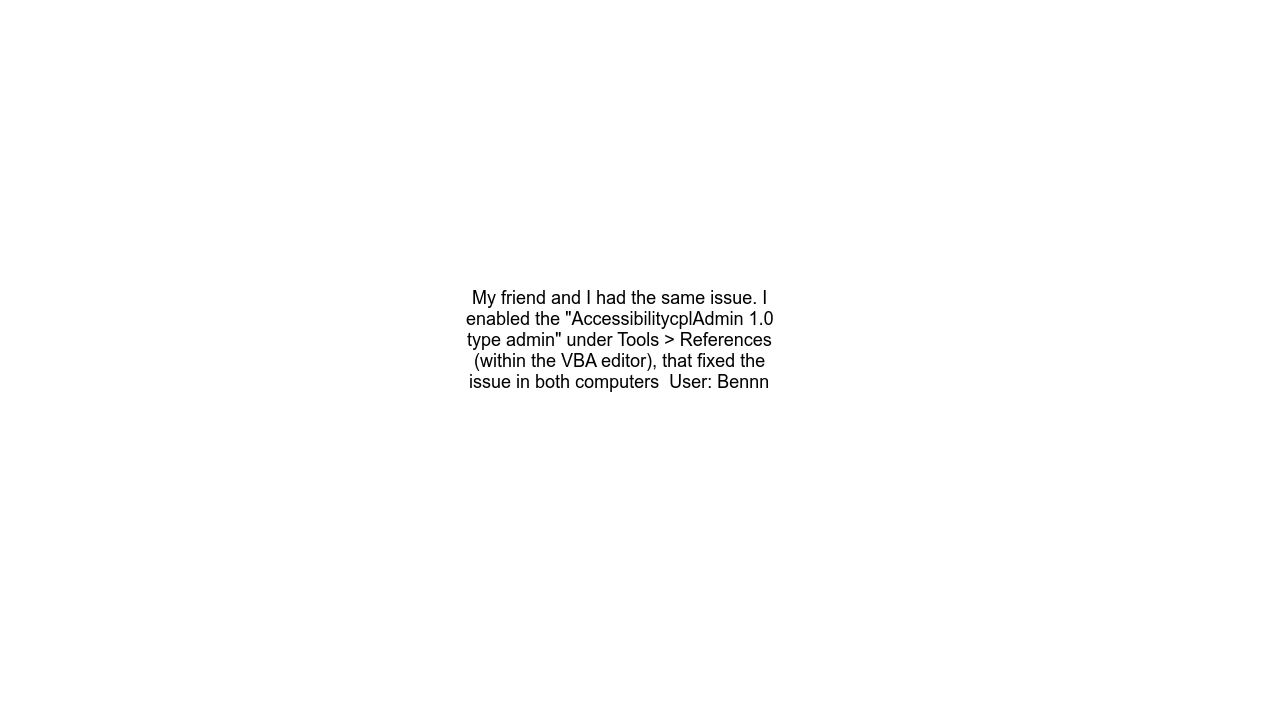 My friend and I had the same issue. I
enabled the "AccessibilitycplAdmin 1.0
type admin" under Tools > References
(within the VBA editor), that fixed the
issue in both computers  User: Bennn